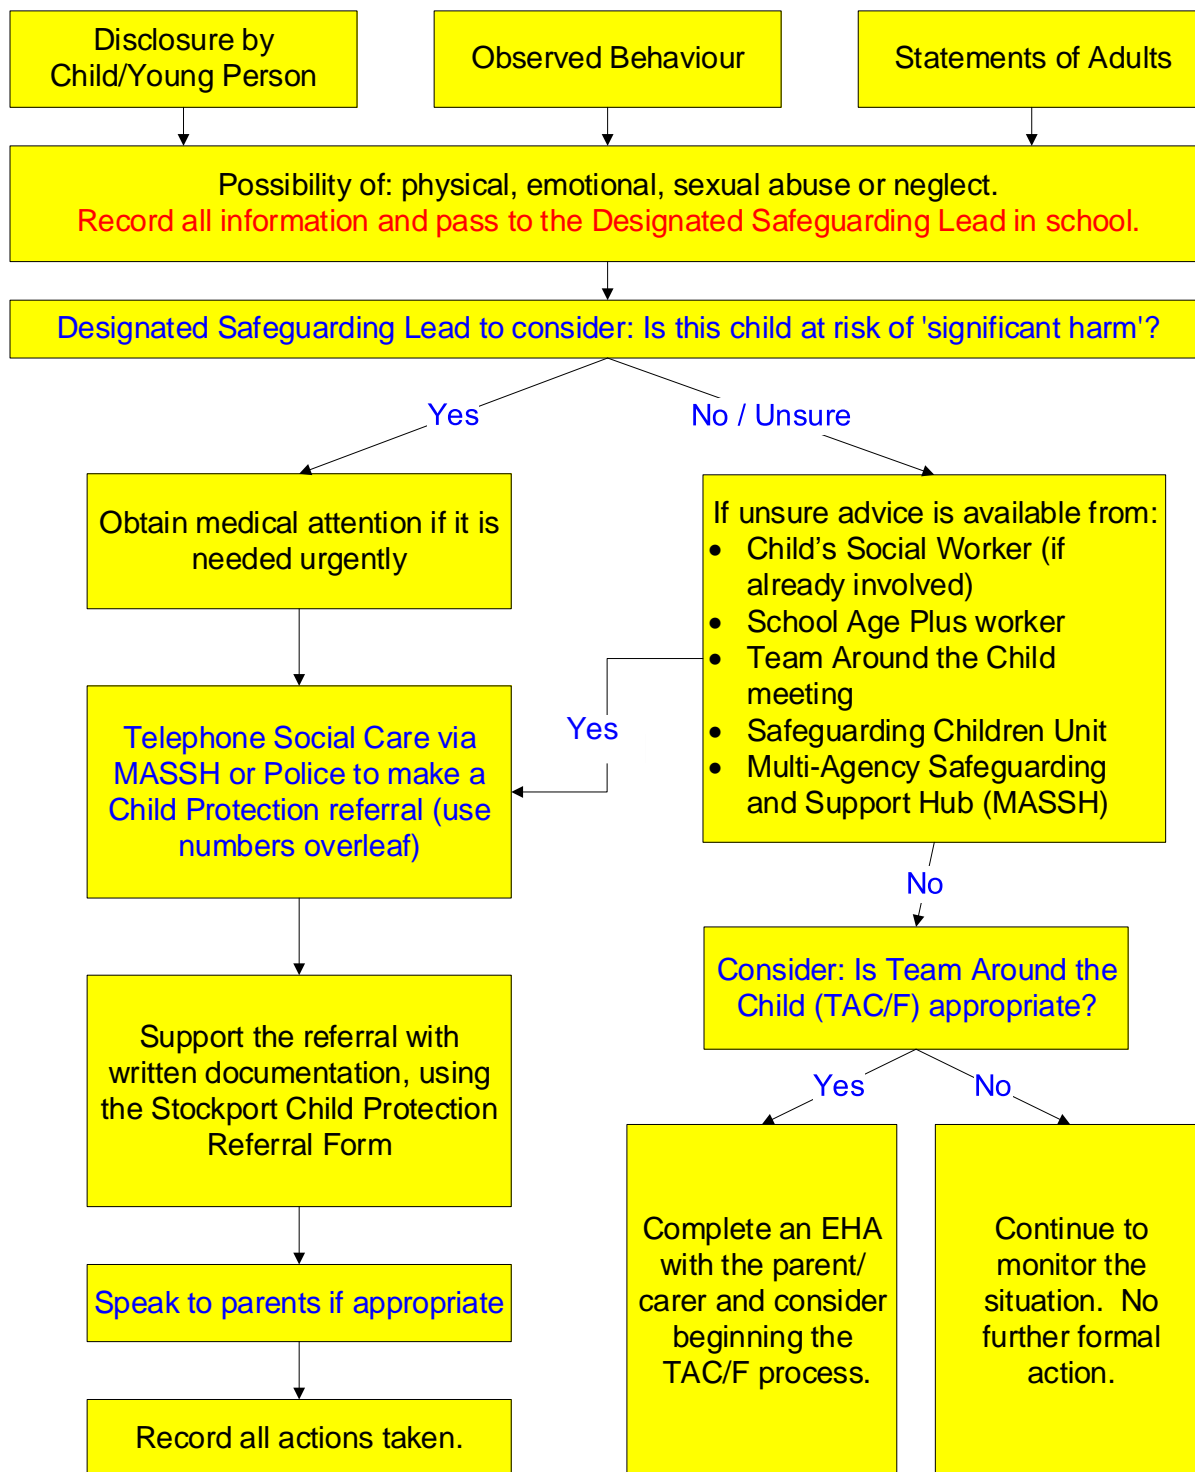 Disclosure by
Child/Young Person
Observed Behaviour
Statements of Adults
Possibility of: physical, emotional, sexual abuse or neglect.
Record all information and pass to the Designated Safeguarding Lead in school.
Designated Safeguarding Lead to consider: Is this child at risk of 'significant harm'?
Yes
No / Unsure
Obtain medical attention if it is
needed urgently
If unsure advice is available from:
• Child’s Social Worker (if
already involved)
• School Age Plus worker
• Team Around the Child
meeting
• Safeguarding Children Unit
• Multi-Agency Safeguarding
and Support Hub (MASSH)
Yes
Telephone Social Care via
MASSH or Police to make a
Child Protection referral (use
numbers overleaf)
No
Consider: Is Team Around the
Child (TAC/F) appropriate?
Support the referral with
written documentation, using
the Stockport Child Protection
Referral Form
Yes
No
Complete an EHA
with the parent/
carer and consider
beginning the
TAC/F process.
Continue to
monitor the
situation.  No
further formal
action.
Speak to parents if appropriate
Record all actions taken.